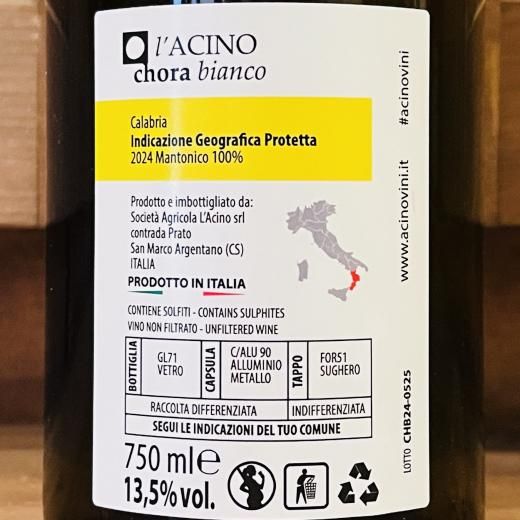 l'ACINO
chora bianco
Calabria
Indicazione Geografica Protetta
2024 Mantonico 100%
Prodotto e imbottigliato da:
Società Agricola L'Acino srl
contrada Prato
San Marco Argentano (CS)
ITALIA
PRODOTTO IN ITALIA
CONTIENE SOLFITI - CONTAINS SULPHITES
VINO NON FILTRATO - UNFILTERED WINE
BOTTIGLIA
GL71
VETRO
CAPSULA
C/ALU 90
ALLUMINIO
METALLO
TAPPO
FOR51
SUGHERO
RACCOLTA DIFFERENZIATA
INDIFFERENZIATA
SEGUI LE INDICAZIONI DEL TUO COMUNE
750 ml e
13,5% vol.
#acinovini
www.acinovini.it
LOTTO CHB24-0525